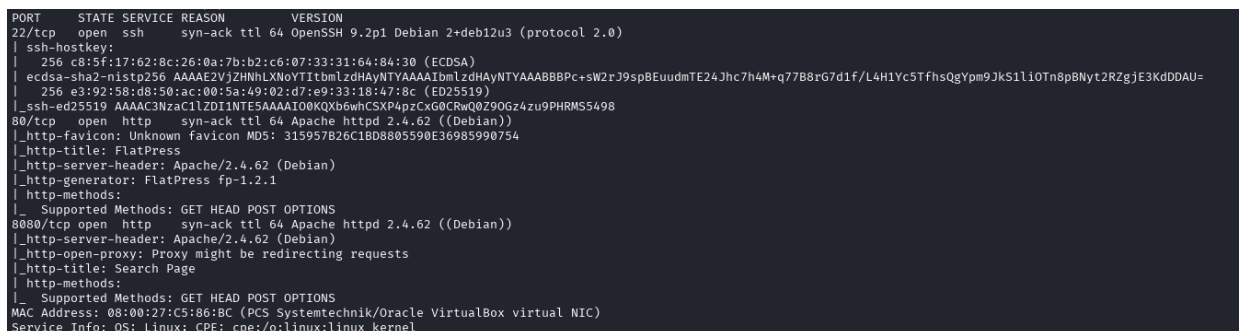 PORT     STATE SERVICE REASON         VERSION
22/tcp   open  ssh     syn-ack ttl 64 OpenSSH 9.2p1 Debian 2+deb12u3 (protocol 2.0)
| ssh-hostkey:
|   256 c8:5f:17:62:8c:26:0a:7b:b2:c6:07:33:31:64:84:30 (ECDSA)
| ecdsa-sha2-nistp256 AAAAE2VjZHNhLXNoYTItbmlzdHAyNTYAAAAIbmlzdHAyNTYAAABBBPc+sW2rJ9spBEuudmTE24Jhc7h4M+q77B8rG7d1f/L4H1Yc5TfhsQgYpm9JkS1liOTn8pBNyt2RZgjE3KdDDAU=
|   256 e3:92:58:d8:50:ac:00:5a:49:02:d7:e9:33:18:47:8c (ED25519)
|_ssh-ed25519 AAAAC3NzaC1lZDI1NTE5AAAAIO0KQXb6whCSXP4pzCxG0CRwQ0Z9OGz4zu9PHRMS5498
80/tcp   open  http    syn-ack ttl 64 Apache httpd 2.4.62 ((Debian))
|_http-favicon: Unknown favicon MD5: 315957B26C1BD8805590E36985990754
|_http-title: FlatPress
|_http-server-header: Apache/2.4.62 (Debian)
|_http-generator: FlatPress fp-1.2.1
| http-methods:
|_  Supported Methods: GET HEAD POST OPTIONS
8080/tcp open  http    syn-ack ttl 64 Apache httpd 2.4.62 ((Debian))
|_http-server-header: Apache/2.4.62 (Debian)
|_http-open-proxy: Proxy might be redirecting requests
|_http-title: Search Page
| http-methods:
|_  Supported Methods: GET HEAD POST OPTIONS
MAC Address: 08:00:27:C5:86:BC (PCS Systemtechnik/Oracle VirtualBox virtual NIC)
Service Info: OS: Linux; CPE: cpe:/o:linux:linux_kernel